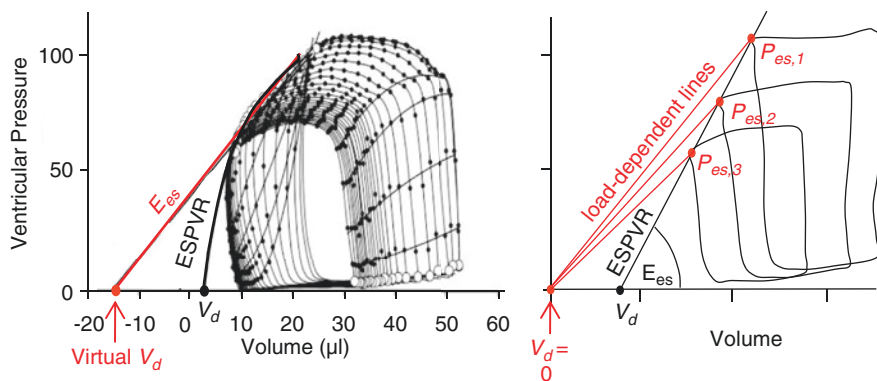 Ventricular Pressure
100
50
0
E_es
ESPVR
V_d
-20
-10
0
10
20
30
40
50
60
Volume (µl)
Virtual V_d
load-dependent lines
P_es,1
P_es,2
P_es,3
ESPVR
E_es
V_d
Volume
V_d =
0